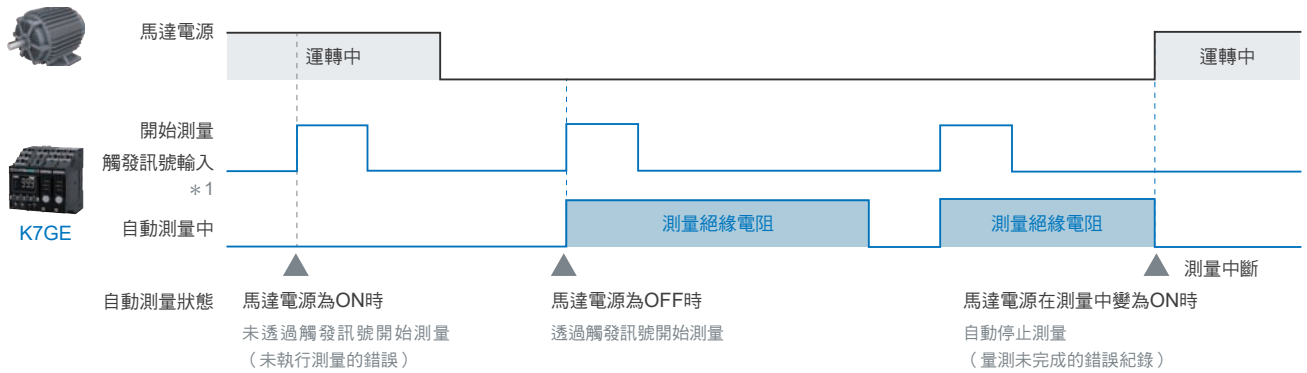 馬達電源
運轉中
運轉中
開始測量
觸發訊號輸入
＊1
K7GE
自動測量中
測量絕緣電阻
測量絕緣電阻
測量中斷
自動測量狀態
馬達電源為ON時
未透過觸發訊號開始測量
（未執行測量的錯誤）
馬達電源為OFF時
透過觸發訊號開始測量
馬達電源在測量中變為ON時
自動停止測量
（量測未完成的錯誤紀錄）